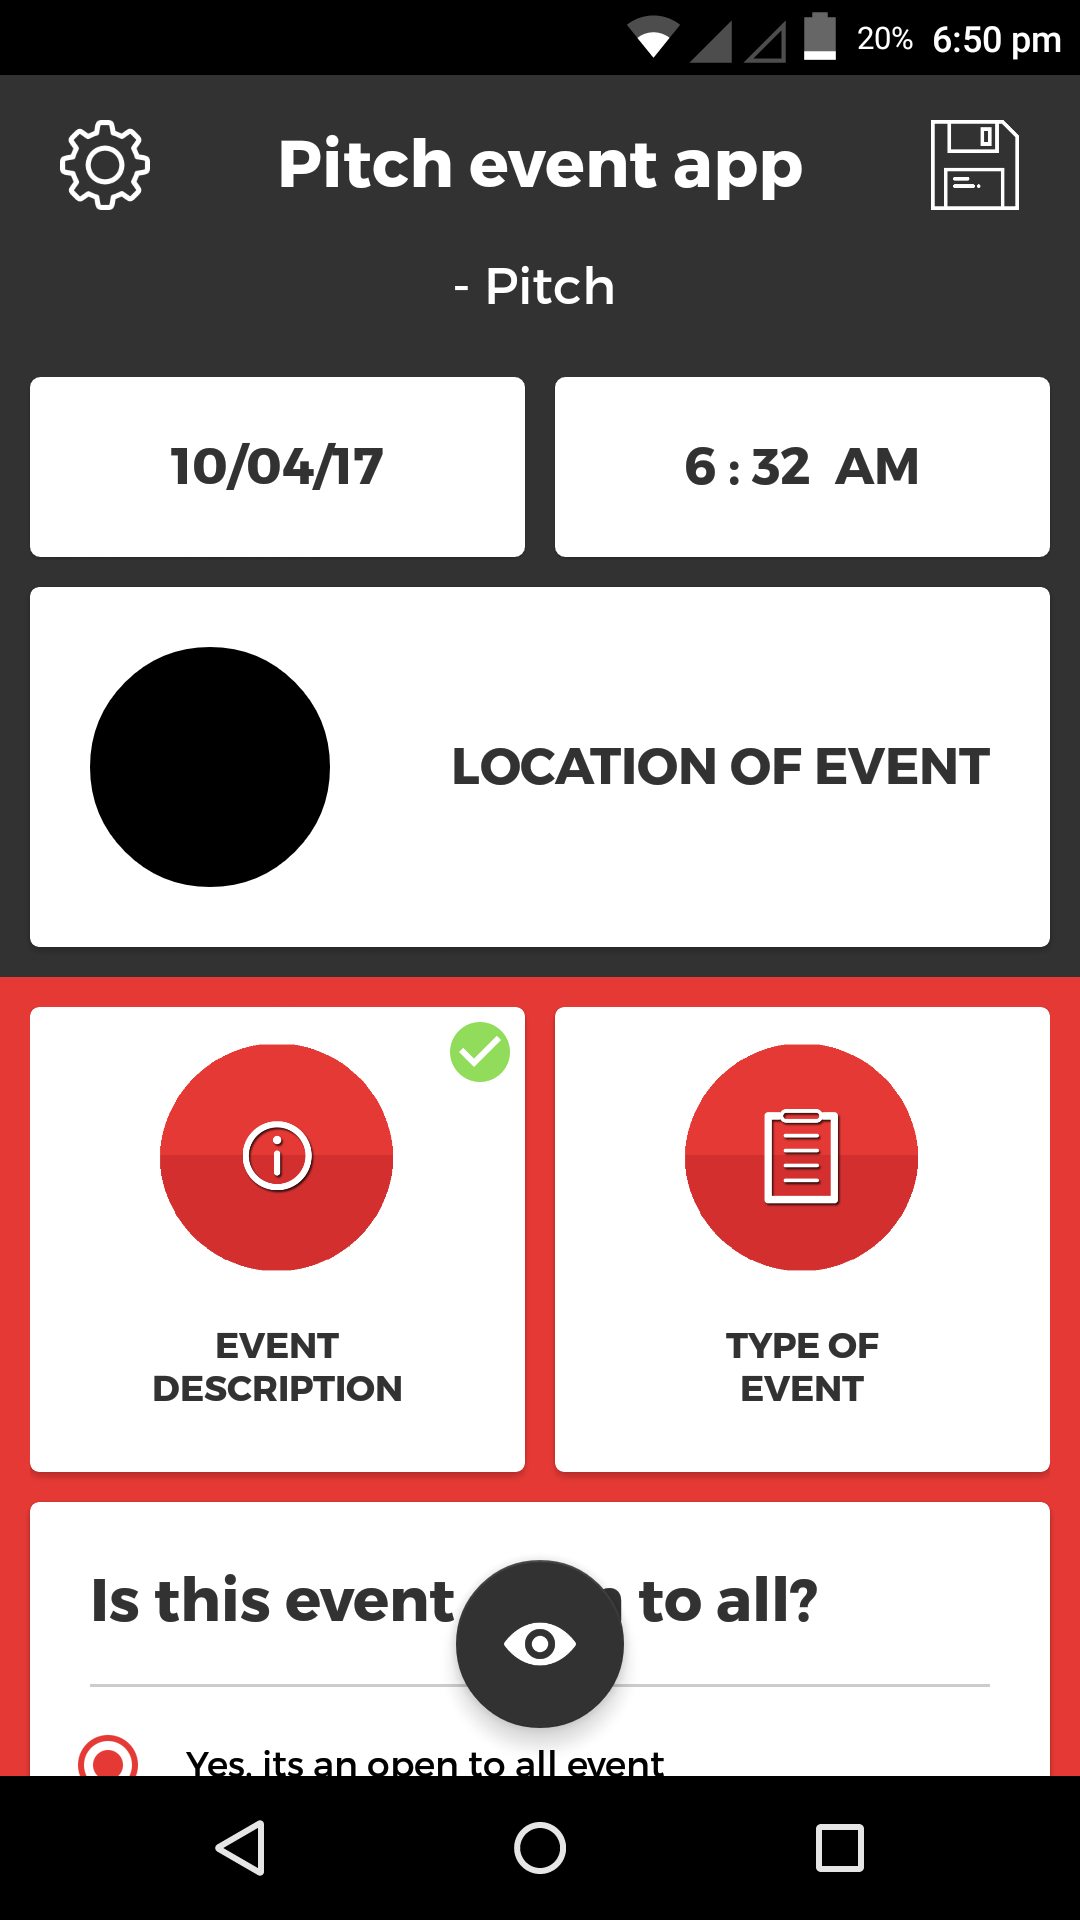 20% 6:50 pm
Pitch event app
- Pitch
10/04/17
6 : 32 AM
LOCATION OF EVENT
EVENT
DESCRIPTION
TYPE OF
EVENT
Is this event to all?
Yes, its an open to all event